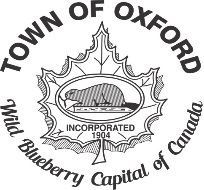 TOWN OF OXFORD
INCORPORATED
1904
Wild Blueberry Capital of Canada